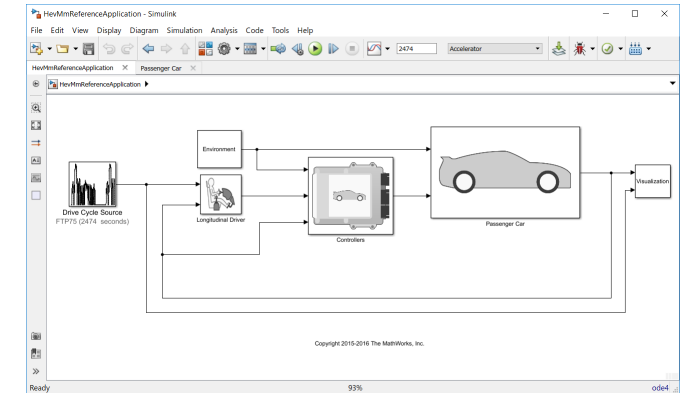 HevMmReferenceApplication - Simulink
File Edit View Display Diagram Simulation Analysis Code Tools Help
2474 Accelerator
HevMmReferenceApplication Passenger Car
HevMmReferenceApplication
Environment
Drive Cycle Source
FTP75 (2474 seconds)
Longitudinal Driver
Controllers
Passenger Car
Visualization
Copyright 2015-2016 The MathWorks, Inc.
Ready 93% ode4